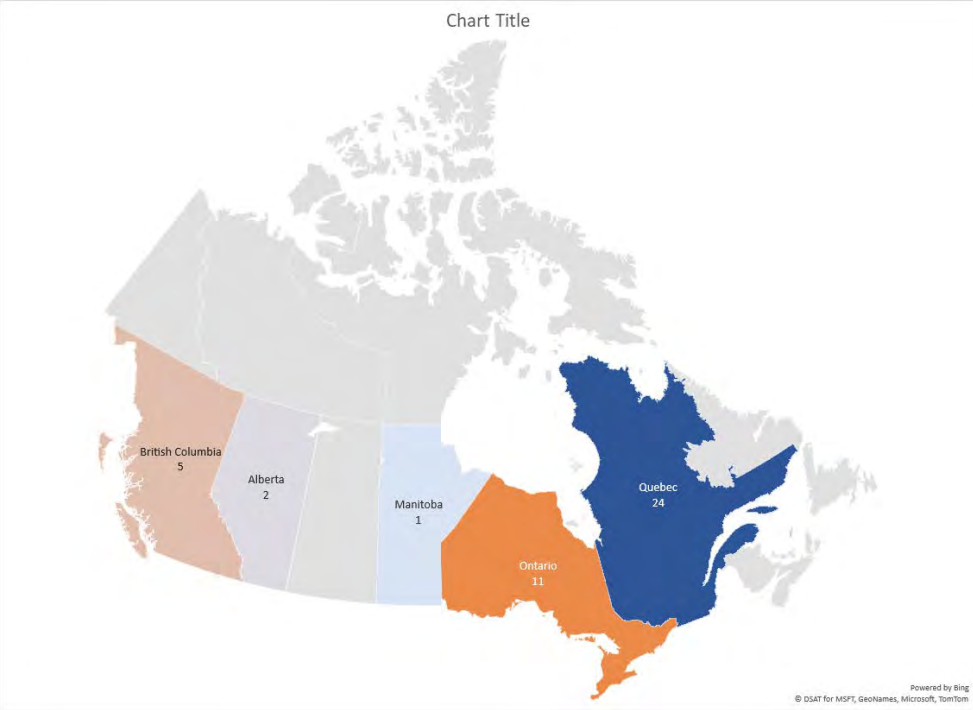 Chart Title
British Columbia
5
Alberta
2
Manitoba
1
Quebec
24
Ontario
11
Powered by Bing
© DSAT for MSFT, GeoNames, Microsoft, TomTom